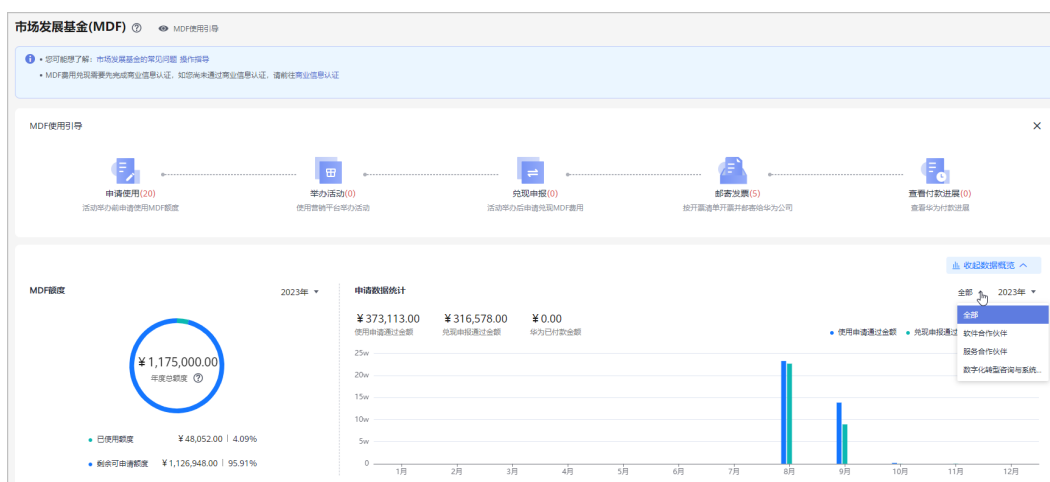 市场发展基金(MDF) MDF使用引导
• 您可能想了解：市场发展基金的常见问题 操作指导
• MDF费用兑现需要先完成商业信息认证，如您尚未通过商业信息认证，请前往商业信息认证
MDF使用引导
申请使用(20) 举办活动(0) 兑现申报(0) 邮寄发票(5) 查看付款进展(0)
活动举办前申请使用MDF额度 使用营销平台举办活动 活动举办后申请兑现MDF费用 按开票清单开票并邮寄给华为公司 查看华为付款进展
收起数据概览
MDF额度 2023年 申请数据统计 全部 2023年
¥373,113.00 ¥316,578.00 ¥0.00
使用申请通过金额 兑现申报通过金额 华为已付款金额
• 使用申请通过金额 • 兑现申报通过
全部
软件合作伙伴
服务合作伙伴
数字化转型咨询与系统...
¥1,175,000.00
年度总额度
• 已使用额度 ¥48,052.00 | 4.09%
• 剩余可申请额度 ¥1,126,948.00 | 95.91%
25w
20w
15w
10w
5w
0
1月 2月 3月 4月 5月 6月 7月 8月 9月 10月 11月 12月